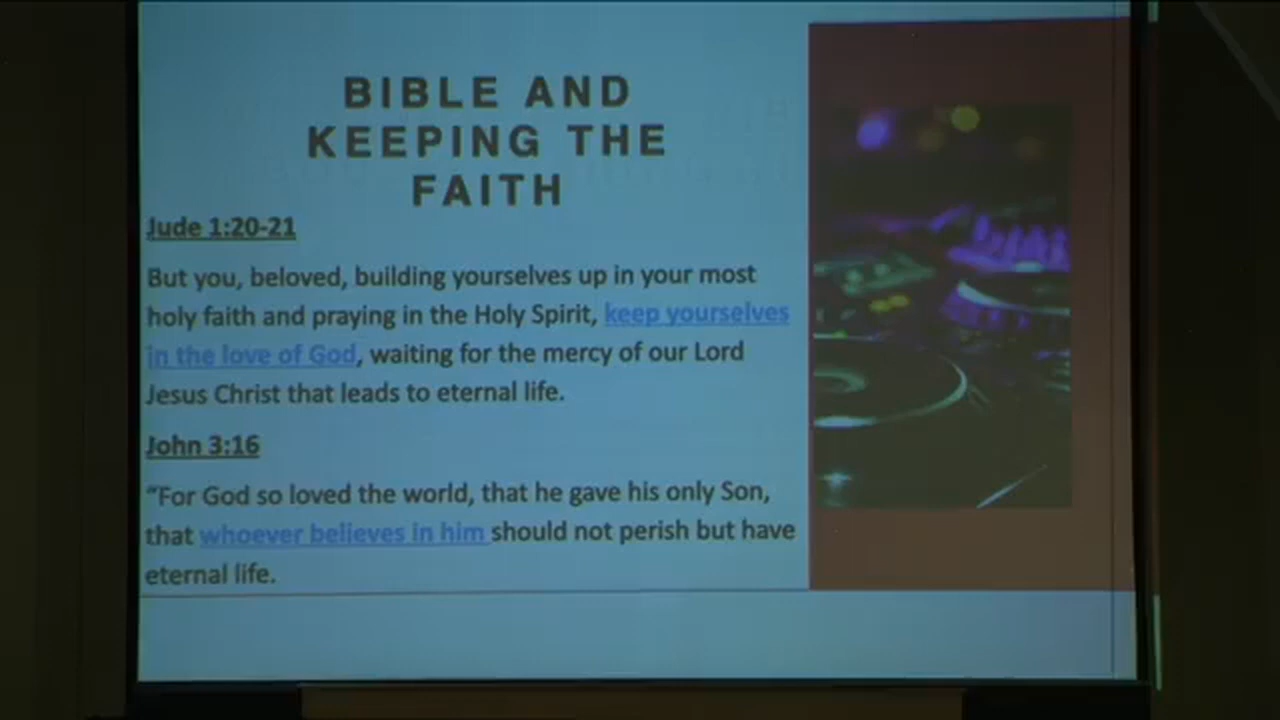 BIBLE AND
KEEPING THE
FAITH
Jude 1:20-21
But you, beloved, building yourselves up in your most
holy faith and praying in the Holy Spirit, keep yourselves
in the love of God, waiting for the mercy of our Lord
Jesus Christ that leads to eternal life.
John 3:16
“For God so loved the world, that he gave his only Son,
that whoever believes in him should not perish but have
eternal life.